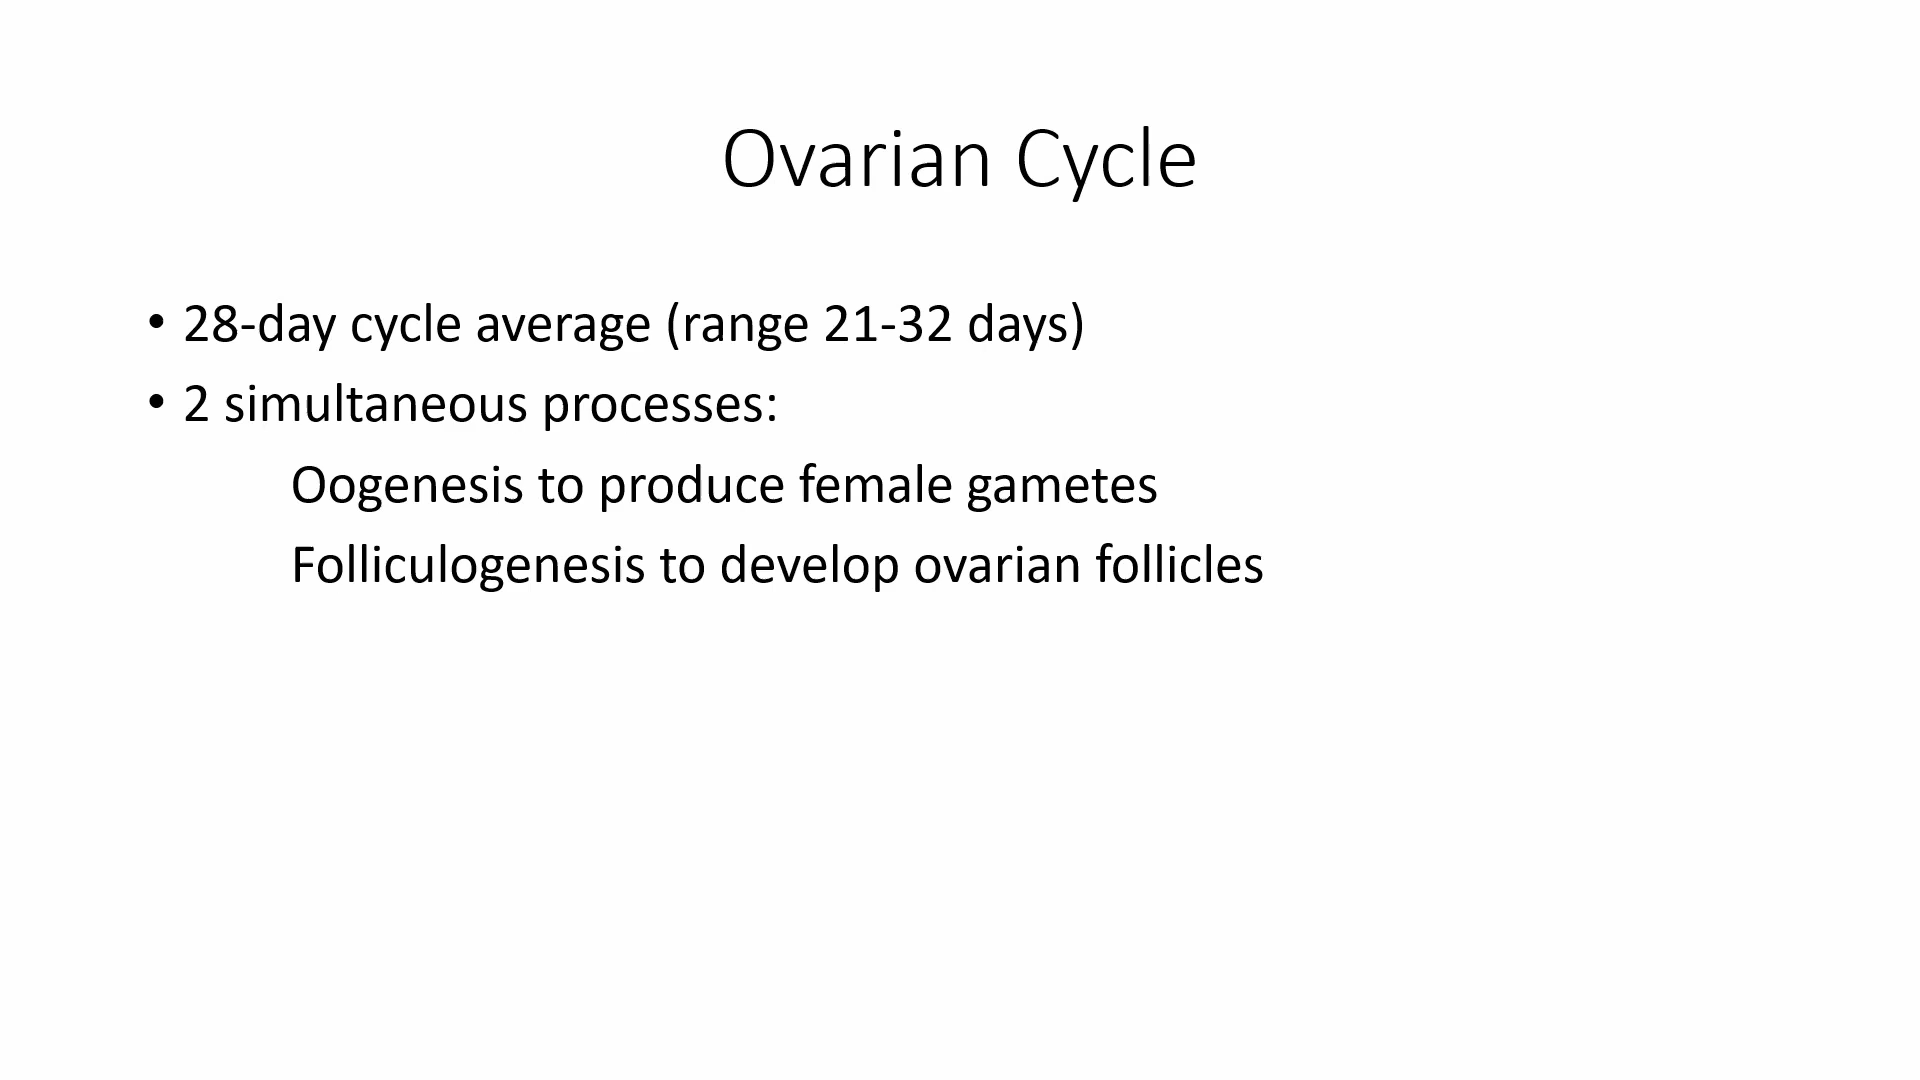 Ovarian Cycle
• 28-day cycle average (range 21-32 days)
• 2 simultaneous processes:
Oogenesis to produce female gametes
Folliculogenesis to develop ovarian follicles